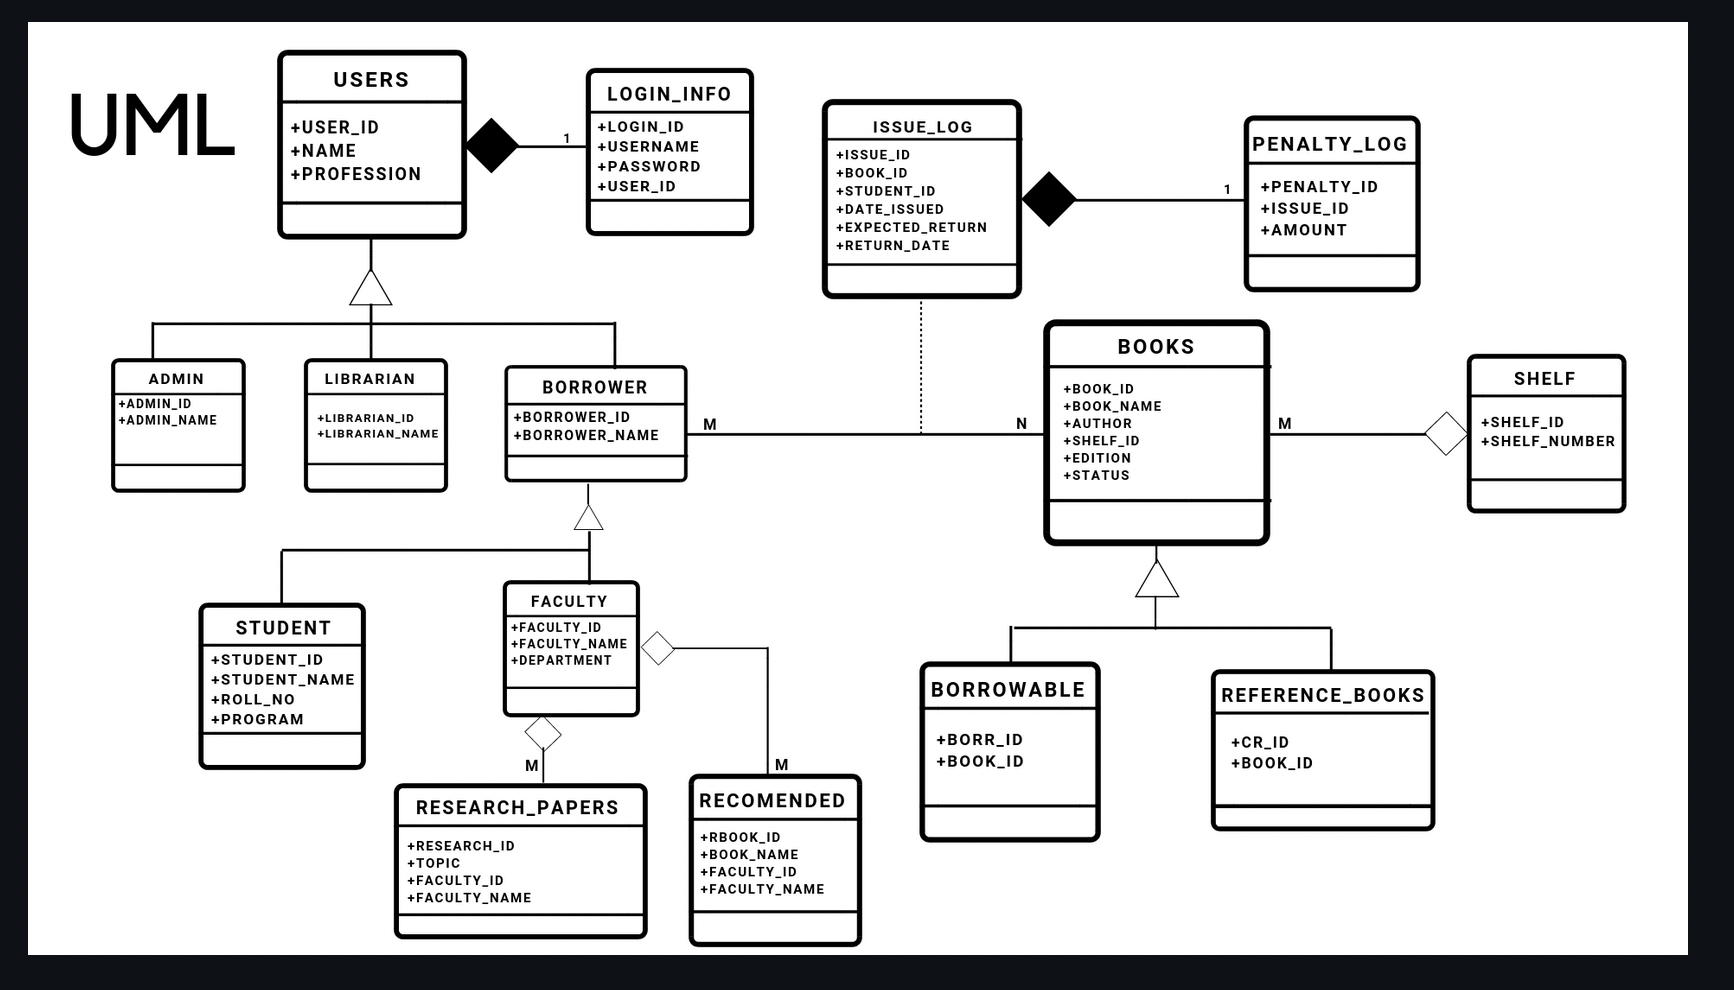 UML
USERS
+USER_ID
+NAME
+PROFESSION
1
LOGIN_INFO
+LOGIN_ID
+USERNAME
+PASSWORD
+USER_ID
ISSUE_LOG
+ISSUE_ID
+BOOK_ID
+STUDENT_ID
+DATE_ISSUED
+EXPECTED_RETURN
+RETURN_DATE
1
PENALTY_LOG
+PENALTY_ID
+ISSUE_ID
+AMOUNT
ADMIN
+ADMIN_ID
+ADMIN_NAME
LIBRARIAN
+LIBRARIAN_ID
+LIBRARIAN_NAME
BORROWER
+BORROWER_ID
+BORROWER_NAME
M
N
BOOKS
+BOOK_ID
+BOOK_NAME
+AUTHOR
+SHELF_ID
+EDITION
+STATUS
M
SHELF
+SHELF_ID
+SHELF_NUMBER
STUDENT
+STUDENT_ID
+STUDENT_NAME
+ROLL_NO
+PROGRAM
FACULTY
+FACULTY_ID
+FACULTY_NAME
+DEPARTMENT
M
M
RESEARCH_PAPERS
+RESEARCH_ID
+TOPIC
+FACULTY_ID
+FACULTY_NAME
RECOMENDED
+RBOOK_ID
+BOOK_NAME
+FACULTY_ID
+FACULTY_NAME
BORROWABLE
+BORR_ID
+BOOK_ID
REFERENCE_BOOKS
+CR_ID
+BOOK_ID